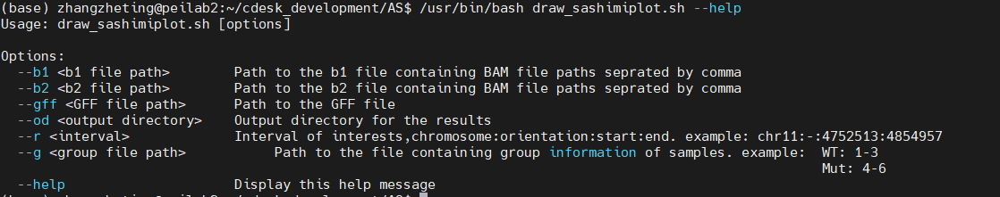 (base) zhangzheting@peilab2:~/cdesk_development/AS$ /usr/bin/bash draw_sashimiplot.sh --help
Usage: draw_sashimiplot.sh [options]
Options:
--b1 <b1 file path> Path to the b1 file containing BAM file paths seprated by comma
--b2 <b2 file path> Path to the b2 file containing BAM file paths seprated by comma
--gff <GFF file path> Path to the GFF file
--od <output directory> Output directory for the results
--r <interval> Interval of interests,chromosome:orientation:start:end. example: chr11:-:4752513:4854957
--g <group file path> Path to the file containing group information of samples. example: WT: 1-3
Mut: 4-6
--help Display this help message